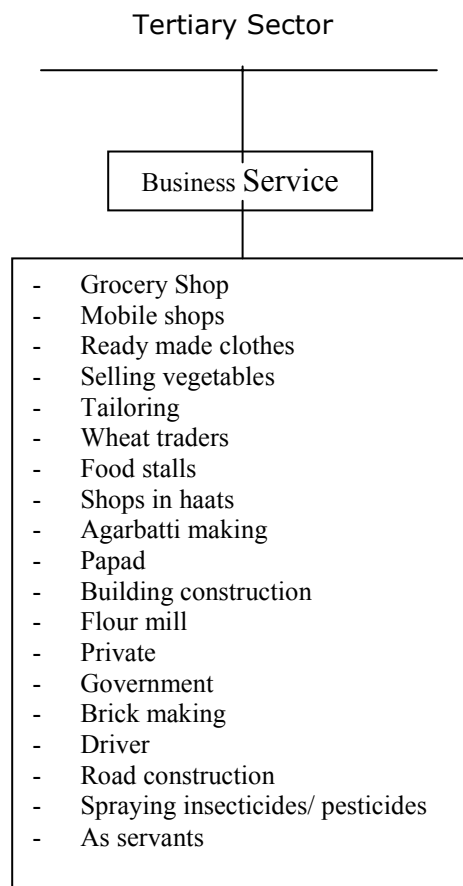 Tertiary Sector
Business Service
- Grocery Shop
- Mobile shops
- Ready made clothes
- Selling vegetables
- Tailoring
- Wheat traders
- Food stalls
- Shops in haats
- Agarbatti making
- Papad
- Building construction
- Flour mill
- Private
- Government
- Brick making
- Driver
- Road construction
- Spraying insecticides/ pesticides
- As servants